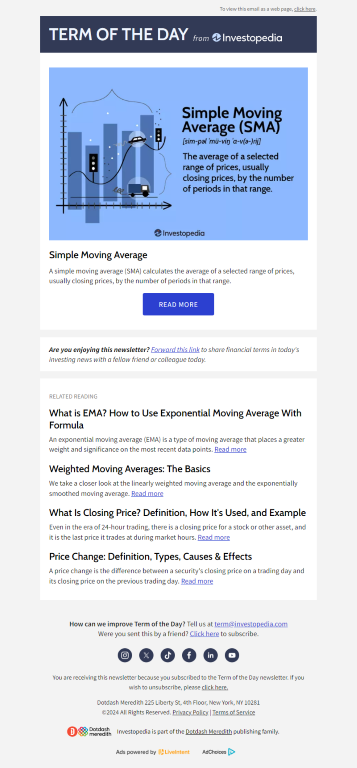 To view this email as a web page, click here.
TERM OF THE DAY from Investopedia
Simple Moving
Average (SMA)
[sim-pəl ˈmü-viŋ ˈa-v(ə-)rij]
The average of a selected
range of prices, usually
closing prices, by the number
of periods in that range.
Investopedia
Simple Moving Average
A simple moving average (SMA) calculates the average of a selected range of prices,
usually closing prices, by the number of periods in that range.
READ MORE
Are you enjoying this newsletter? Forward this link to share financial terms in today's
investing news with a fellow friend or colleague today.
RELATED READING
What is EMA? How to Use Exponential Moving Average With
Formula
An exponential moving average (EMA) is a type of moving average that places a greater
weight and significance on the most recent data points. Read more
Weighted Moving Averages: The Basics
We take a closer look at the linearly weighted moving average and the exponentially
smoothed moving average. Read more
What Is Closing Price? Definition, How It's Used, and Example
Even in the era of 24-hour trading, there is a closing price for a stock or other asset, and
it is the last price it trades at during market hours. Read more
Price Change: Definition, Types, Causes & Effects
A price change is the difference between a security's closing price on a trading day and
its closing price on the previous trading day. Read more
How can we improve Term of the Day? Tell us at term@investopedia.com
Were you sent this by a friend? Click here to subscribe.
You are receiving this newsletter because you subscribed to the Term of the Day newsletter. If you
wish to unsubscribe, please click here.
Dotdash Meredith 225 Liberty St, 4th Floor, New York, NY 10281
©2024 All Rights Reserved. Privacy Policy | Terms of Service
Dotdash
meredith
Investopedia is part of the Dotdash Meredith publishing family.
Ads powered by LiveIntent AdChoices